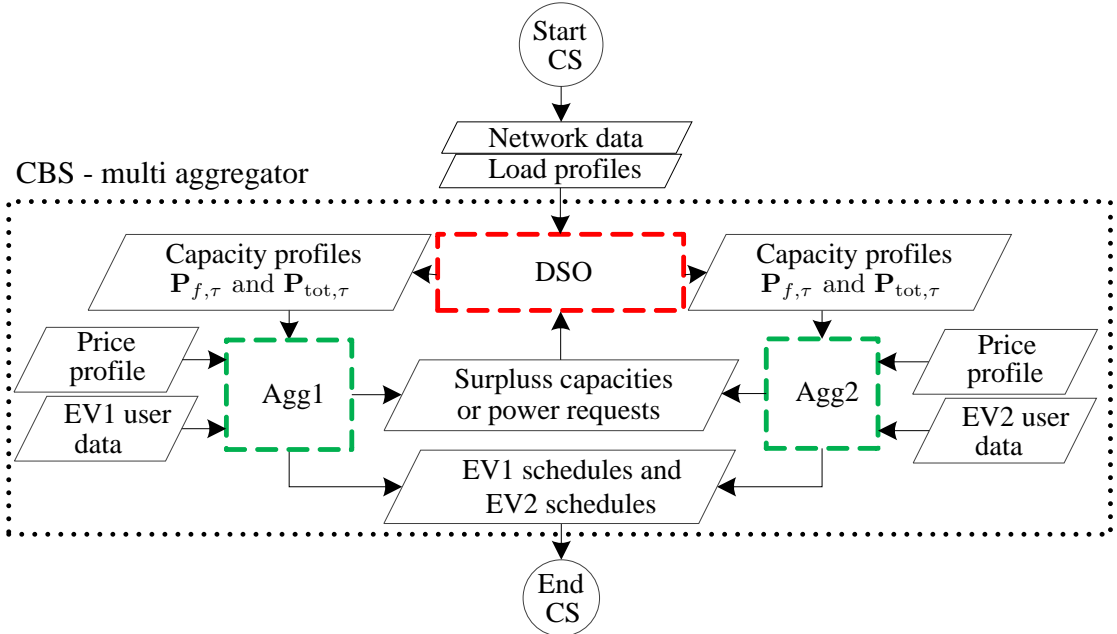 Start
CS
Network data
Load profiles
CBS - multi aggregator
Capacity profiles
P_{f,τ} and P_{tot,τ}
DSO
Capacity profiles
P_{f,τ} and P_{tot,τ}
Price
profile
Agg1
EV1 user
data
Surpluss capacities
or power requests
Agg2
Price
profile
EV2 user
data
EV1 schedules and
EV2 schedules
End
CS